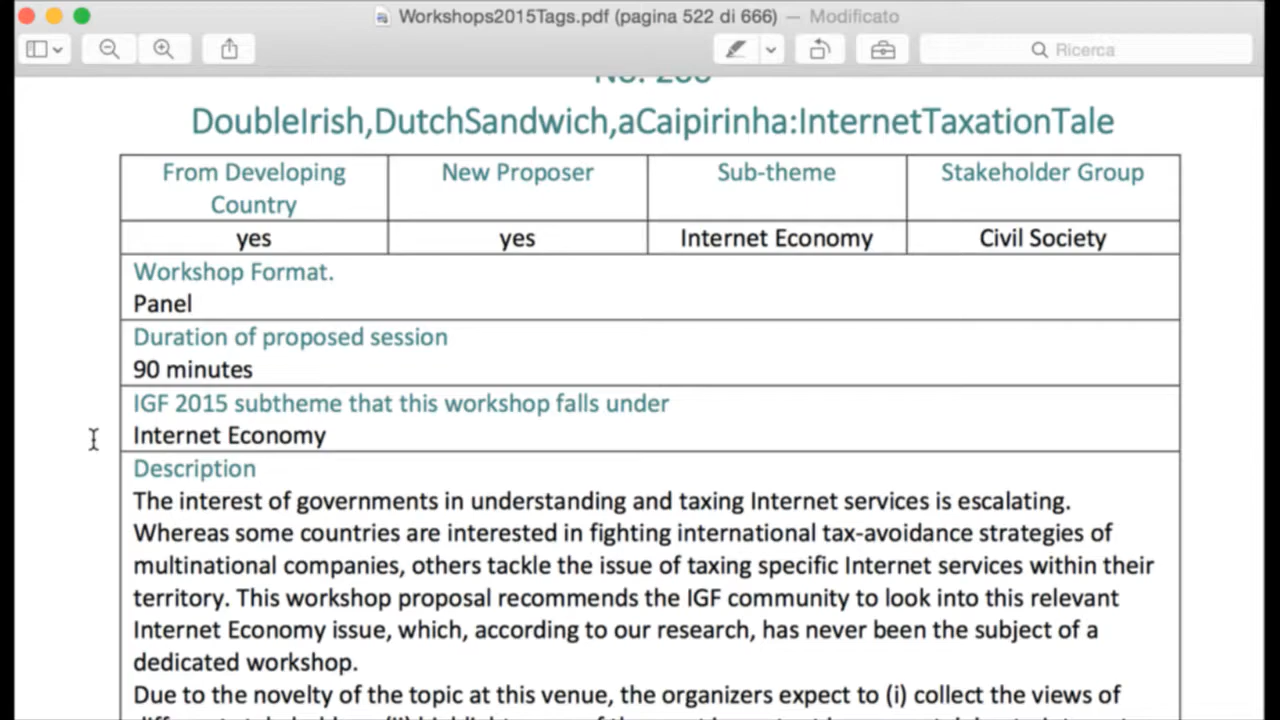 Workshops2015Tags.pdf (pagina 522 di 666) — Modificato
Ricerca
DoubleIrish,DutchSandwich,aCaipirinha:InternetTaxationTale
From Developing Country New Proposer Sub-theme Stakeholder Group
yes yes Internet Economy Civil Society
Workshop Format.
Panel
Duration of proposed session
90 minutes
IGF 2015 subtheme that this workshop falls under
Internet Economy
Description
The interest of governments in understanding and taxing Internet services is escalating.
Whereas some countries are interested in fighting international tax-avoidance strategies of
multinational companies, others tackle the issue of taxing specific Internet services within their
territory. This workshop proposal recommends the IGF community to look into this relevant
Internet Economy issue, which, according to our research, has never been the subject of a
dedicated workshop.
Due to the novelty of the topic at this venue, the organizers expect to (i) collect the views of